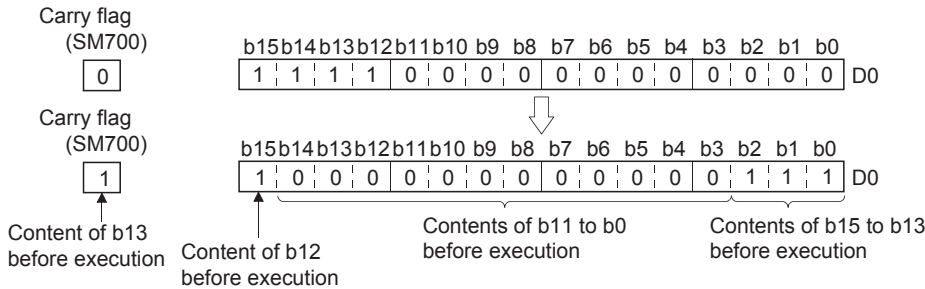 Carry flag
(SM700)
b15 b14 b13 b12 b11 b10 b9 b8 b7 b6 b5 b4 b3 b2 b1 b0
0
1 1 1 1 0 0 0 0 0 0 0 0 0 0 0 0 D0
Carry flag
(SM700)
b15 b14 b13 b12 b11 b10 b9 b8 b7 b6 b5 b4 b3 b2 b1 b0
1
1 0 0 0 0 0 0 0 0 0 0 0 0 1 1 1 D0
Content of b13
before execution
Content of b12
before execution
Contents of b11 to b0
before execution
Contents of b15 to b13
before execution